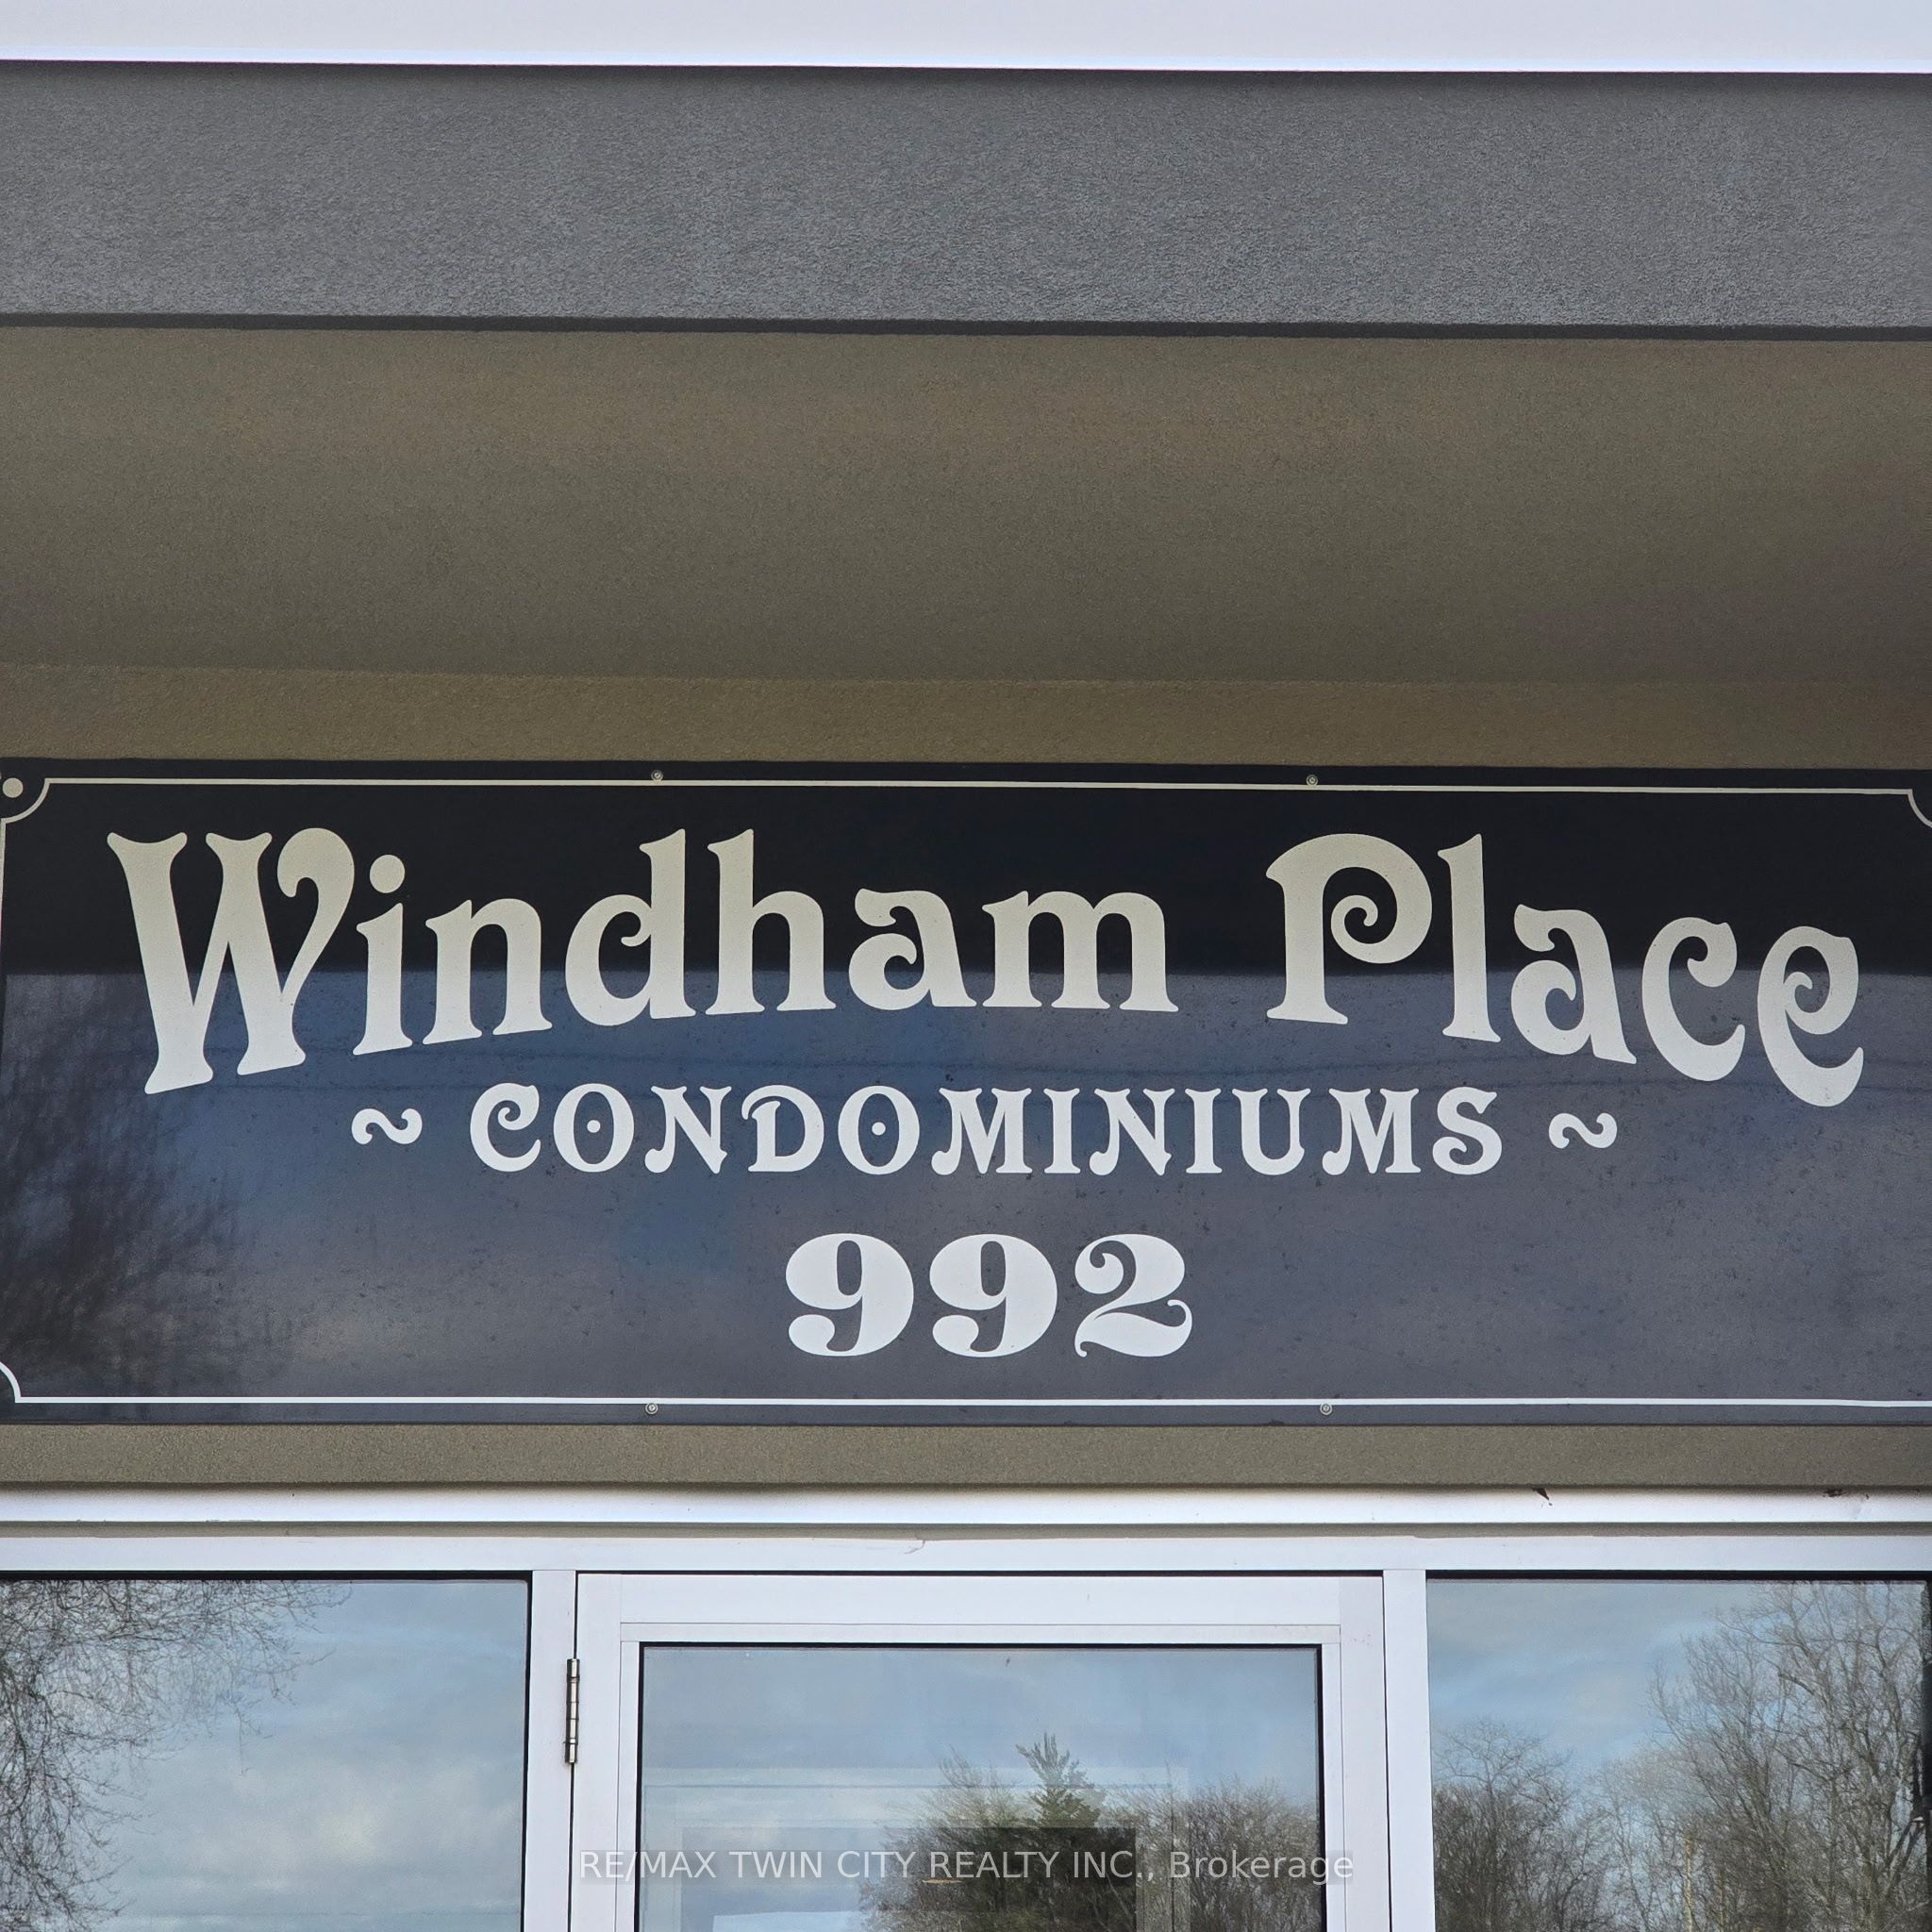 Windham Place
~ CONDOMINIUMS ~
992
RE/MAX TWIN CITY REALTY INC., Brokerage